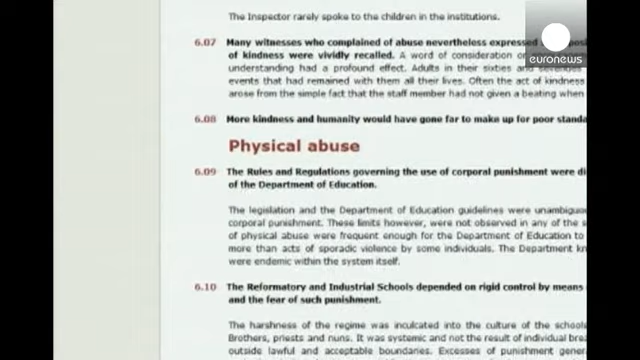 The Inspector rarely spoke to the children in the institutions.
6.07 Many witnesses who complained of abuse nevertheless expressed
of kindness were vividly recalled. A word of consideration or
understanding had a profound effect. Adults in their sixties and seventies
events that had remained with them all their lives. Often the act of kindness
arose from the simple fact that the staff member had not given a beating when
6.08 More kindness and humanity would have gone far to make up for poor standa
Physical abuse
6.09 The Rules and Regulations governing the use of corporal punishment were di
of the Department of Education.
The legislation and the Department of Education guidelines were unambiguou
corporal punishment. These limits however, were not observed in any of the s
of physical abuse were frequent enough for the Department of Education to
more than acts of sporadic violence by some individuals. The Department kn
were endemic within the system itself.
6.10 The Reformatory and Industrial Schools depended on rigid control by means
and the fear of such punishment.
The harshness of the regime was inculcated into the culture of the schools
Brothers, priests and nuns. It was systemic and not the result of individual brea
outside lawful and acceptable boundaries. Excesses of punishment gener
euronews